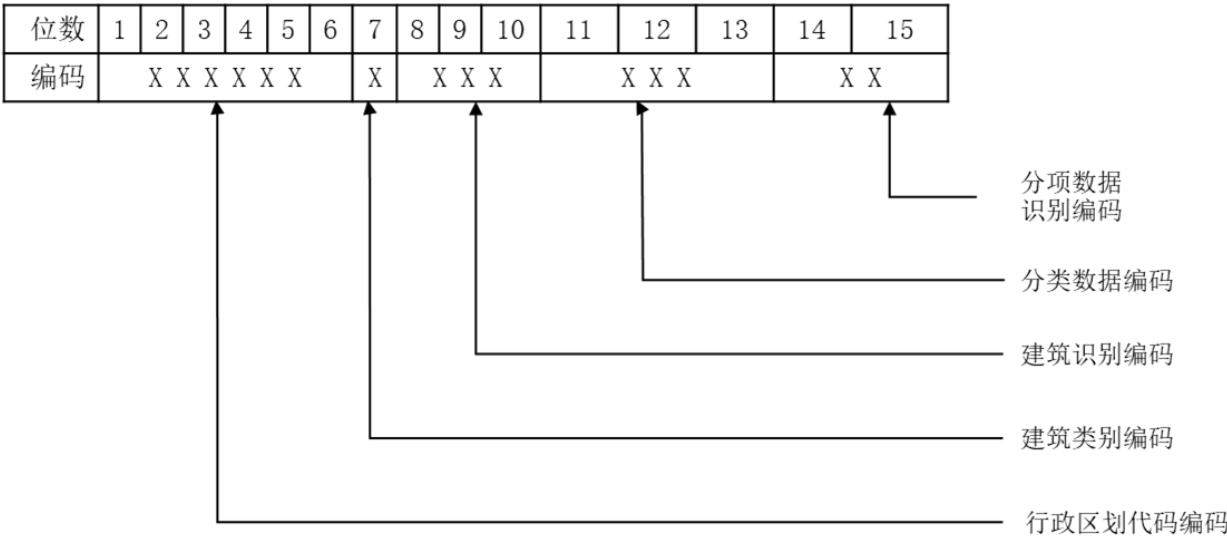 位数 1 2 3 4 5 6 7 8 9 10 11 12 13 14 15
编码 X X X X X X X X X X X X X X X
分项数据
识别编码
分类数据编码
建筑识别编码
建筑类别编码
行政区划代码编码